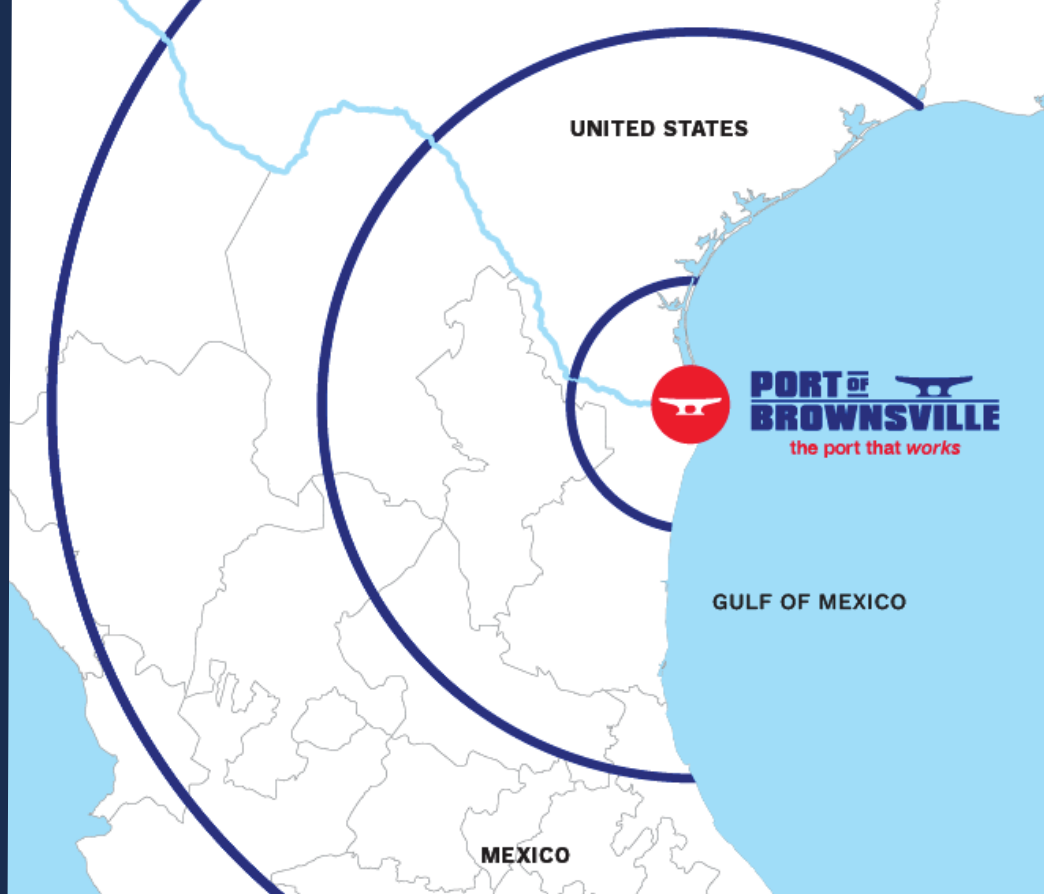 UNITED STATES
PORT OF
BROWNSVILLE
the port that works
GULF OF MEXICO
MEXICO